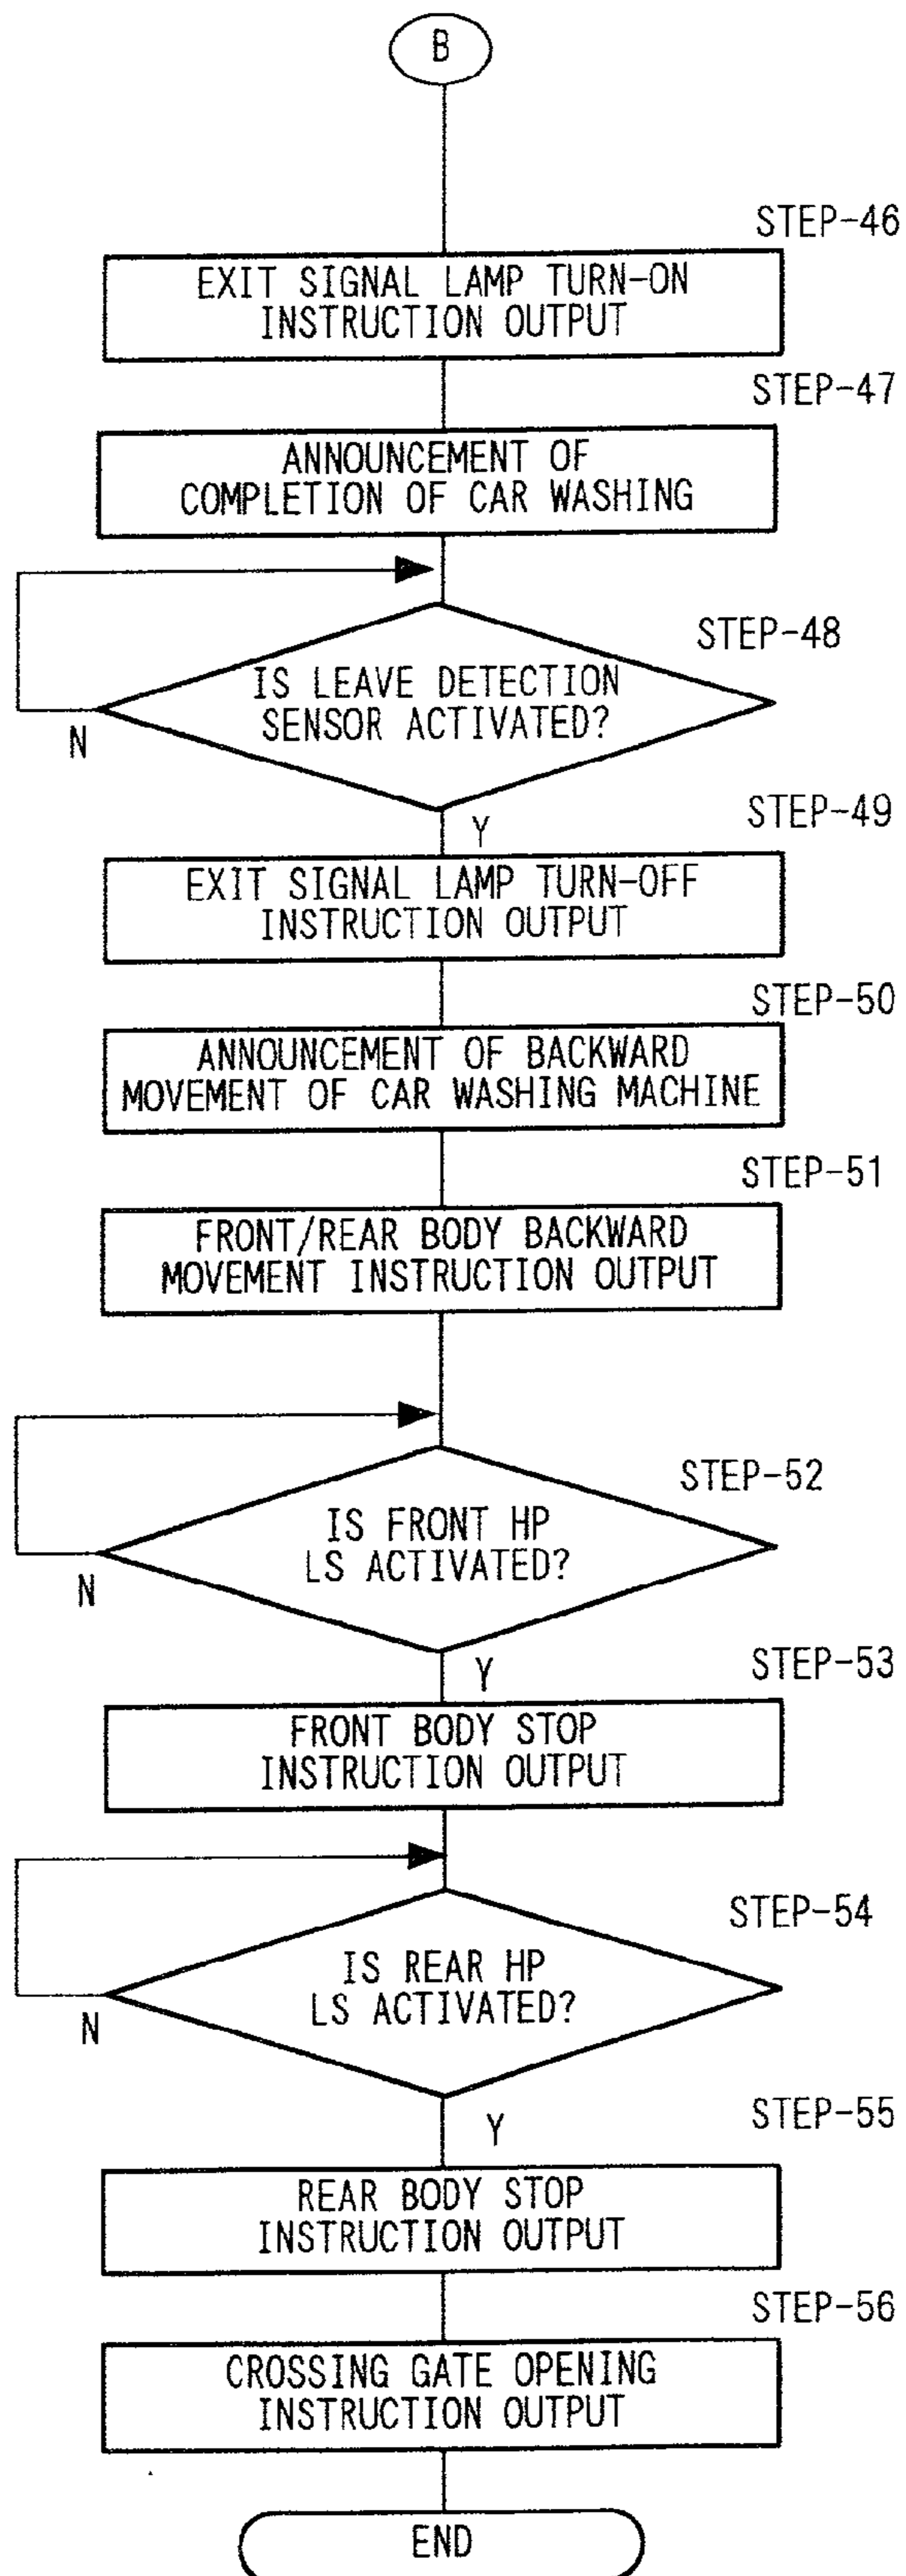 B
STEP-46
EXIT SIGNAL LAMP TURN-ON
INSTRUCTION OUTPUT
STEP-47
ANNOUNCEMENT OF
COMPLETION OF CAR WASHING
STEP-48
IS LEAVE DETECTION
SENSOR ACTIVATED?
N
Y
STEP-49
EXIT SIGNAL LAMP TURN-OFF
INSTRUCTION OUTPUT
STEP-50
ANNOUNCEMENT OF BACKWARD
MOVEMENT OF CAR WASHING MACHINE
STEP-51
FRONT/REAR BODY BACKWARD
MOVEMENT INSTRUCTION OUTPUT
STEP-52
IS FRONT HP
LS ACTIVATED?
N
Y
STEP-53
FRONT BODY STOP
INSTRUCTION OUTPUT
STEP-54
IS REAR HP
LS ACTIVATED?
N
Y
STEP-55
REAR BODY STOP
INSTRUCTION OUTPUT
STEP-56
CROSSING GATE OPENING
INSTRUCTION OUTPUT
END